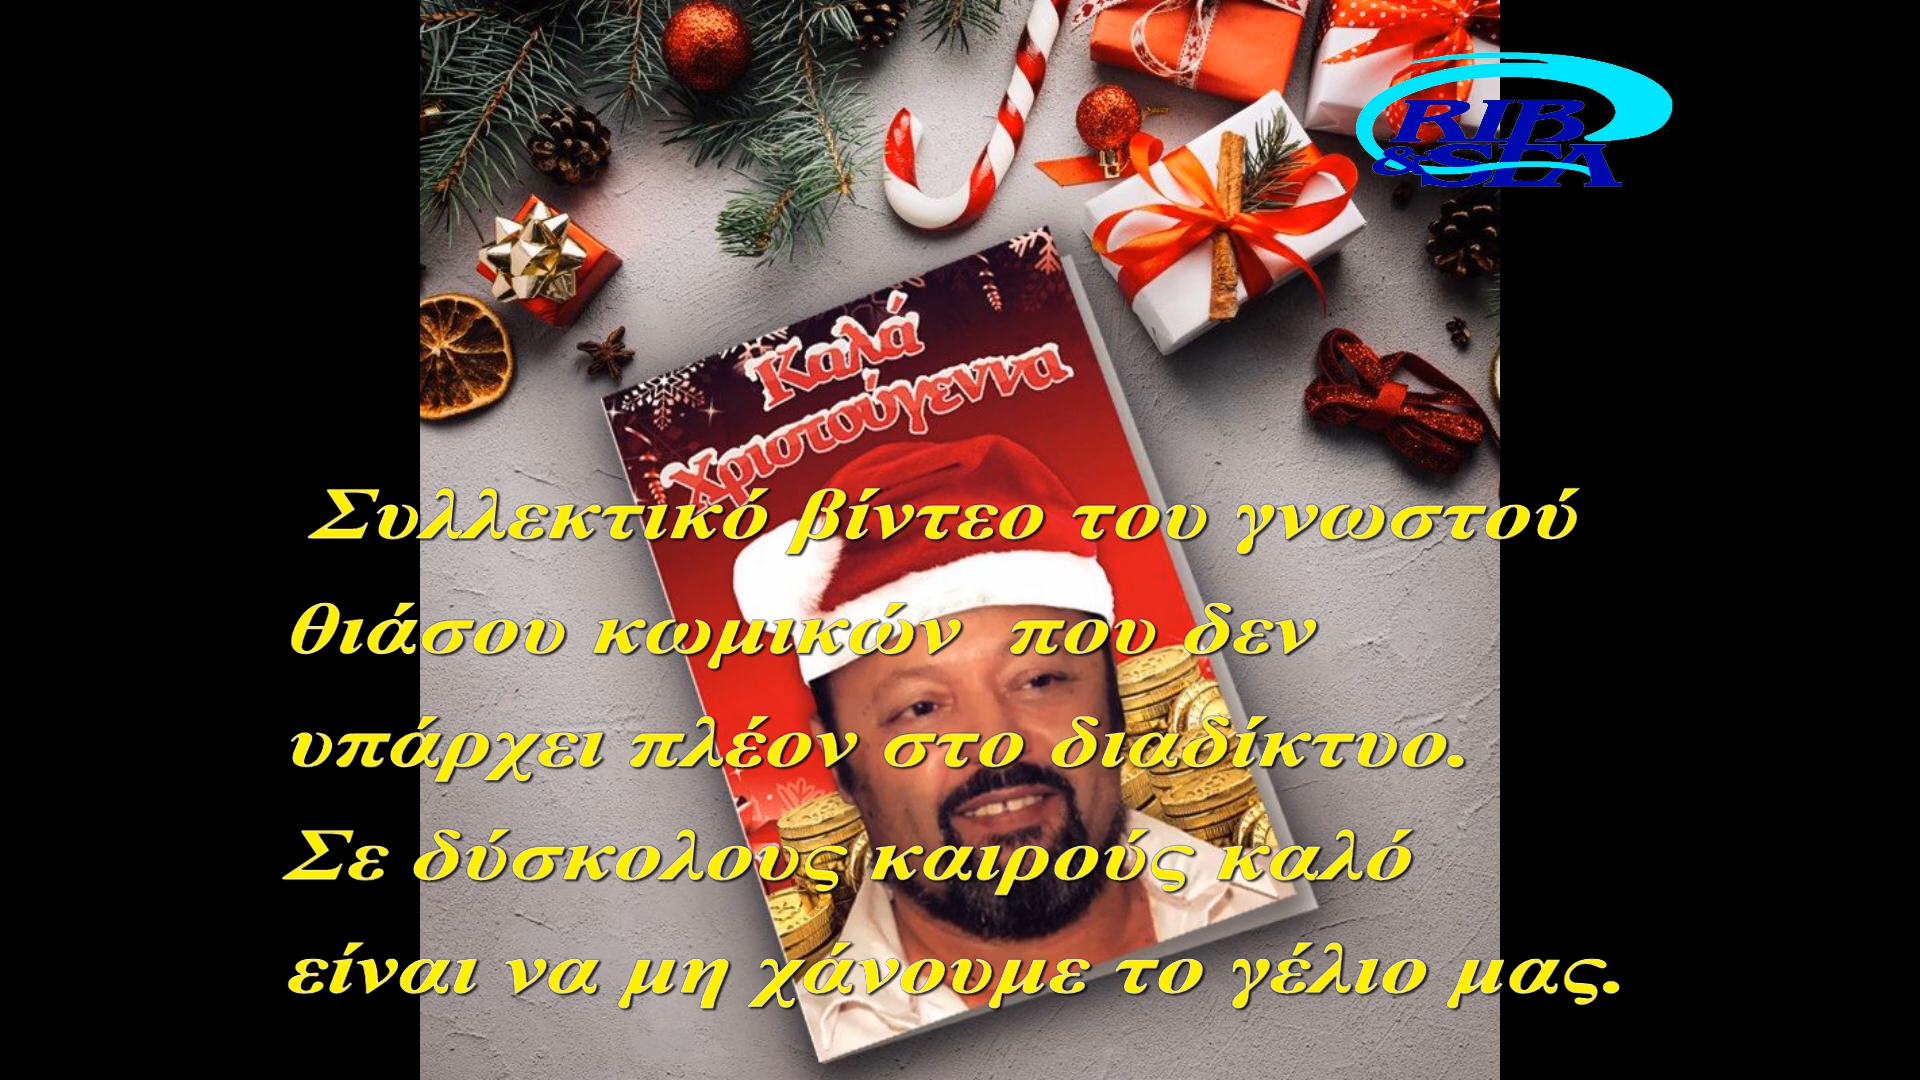 RIB
&SEA
Καλά
Χριστούγεννα
Συλλεκτικό βίντεο του γνωστού
θιάσου κωμικών που δεν
υπάρχει πλέον στο διαδίκτυο.
Σε δύσκολους καιρούς καλό
είναι να μη χάνουμε το γέλιο μας.